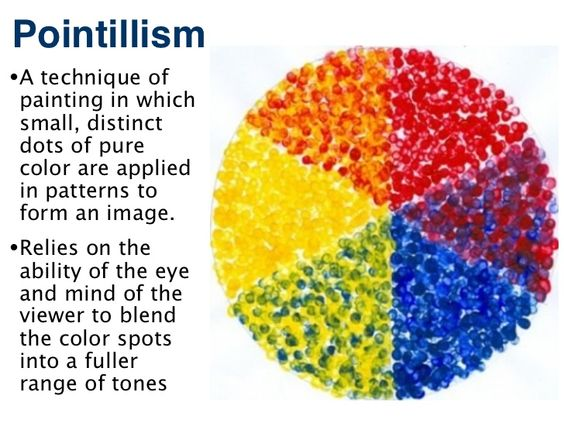 Pointillism
•A technique of
painting in which
small, distinct
dots of pure
color are applied
in patterns to
form an image.
•Relies on the
ability of the eye
and mind of the
viewer to blend
the color spots
into a fuller
range of tones